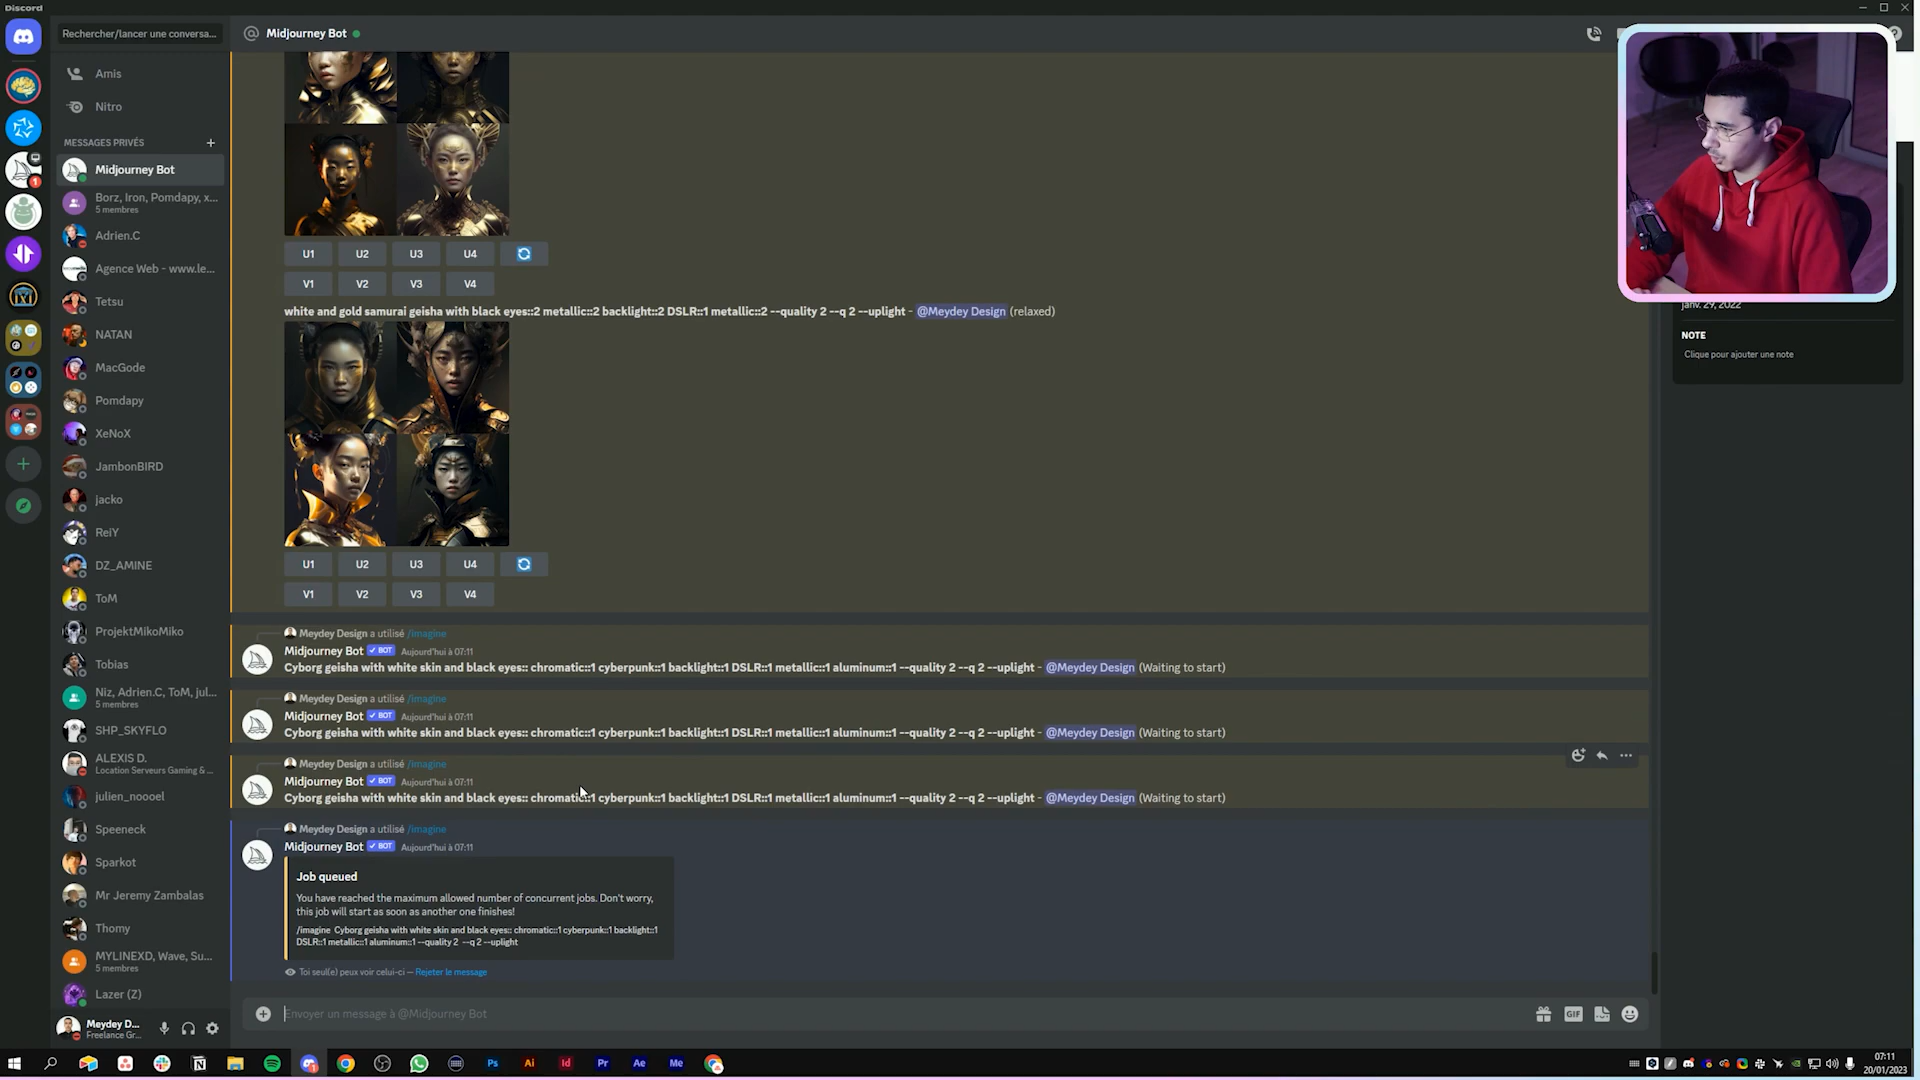 Discord
Rechercher/lancer une conversa...
Midjourney Bot
Amis
Nitro
MESSAGES PRIVÉS
Midjourney Bot
Borz, Iron, Pomdapy, x...
5 membres
Adrien.C
Agence Web - www.le...
Tetsu
NATAN
MacGode
Pomdapy
XeNoX
JambonBIRD
jacko
ReiY
DZ_AMINE
ToM
ProjektMikoMiko
Tobias
Niz, Adrien.C, ToM, jul...
5 membres
SHP_SKYFLO
ALEXIS D.
Location Serveurs Gaming & ...
julien_noooel
Speeneck
Sparkot
Mr Jeremy Zambalas
Thomy
MYLINEXD, Wave, Su...
5 membres
Lazer (Z)
Meydey D...
Freelance Gr...
U1 U2 U3 U4
V1 V2 V3 V4
white and gold samurai geisha with black eyes::2 metallic::2 backlight::2 DSLR::1 metallic::2 --quality 2 --q 2 --uplight - @Meydey Design (relaxed)
U1 U2 U3 U4
V1 V2 V3 V4
Meydey Design a utilisé /imagine
Midjourney Bot BOT Aujourd'hui à 07:11
Cyborg geisha with white skin and black eyes:: chromatic::1 cyberpunk::1 backlight::1 DSLR::1 metallic::1 aluminum::1 --quality 2 --q 2 --uplight - @Meydey Design (Waiting to start)
Meydey Design a utilisé /imagine
Midjourney Bot BOT Aujourd'hui à 07:11
Cyborg geisha with white skin and black eyes:: chromatic::1 cyberpunk::1 backlight::1 DSLR::1 metallic::1 aluminum::1 --quality 2 --q 2 --uplight - @Meydey Design (Waiting to start)
Meydey Design a utilisé /imagine
Midjourney Bot BOT Aujourd'hui à 07:11
Cyborg geisha with white skin and black eyes:: chromatic::1 cyberpunk::1 backlight::1 DSLR::1 metallic::1 aluminum::1 --quality 2 --q 2 --uplight - @Meydey Design (Waiting to start)
Meydey Design a utilisé /imagine
Midjourney Bot BOT Aujourd'hui à 07:11
Job queued
You have reached the maximum allowed number of concurrent jobs. Don't worry,
this job will start as soon as another one finishes!
/imagine Cyborg geisha with white skin and black eyes:: chromatic::1 cyberpunk::1 backlight::1
DSLR::1 metallic::1 aluminum::1 --quality 2 --q 2 --uplight
Toi seul(e) peux voir celui-ci — Rejeter le message
Envoyer un message à @Midjourney Bot
GIF
janv. 29, 2022
NOTE
Clique pour ajouter une note
1
Ps Ai Id Pr Ae Me
07:11
20/01/2023